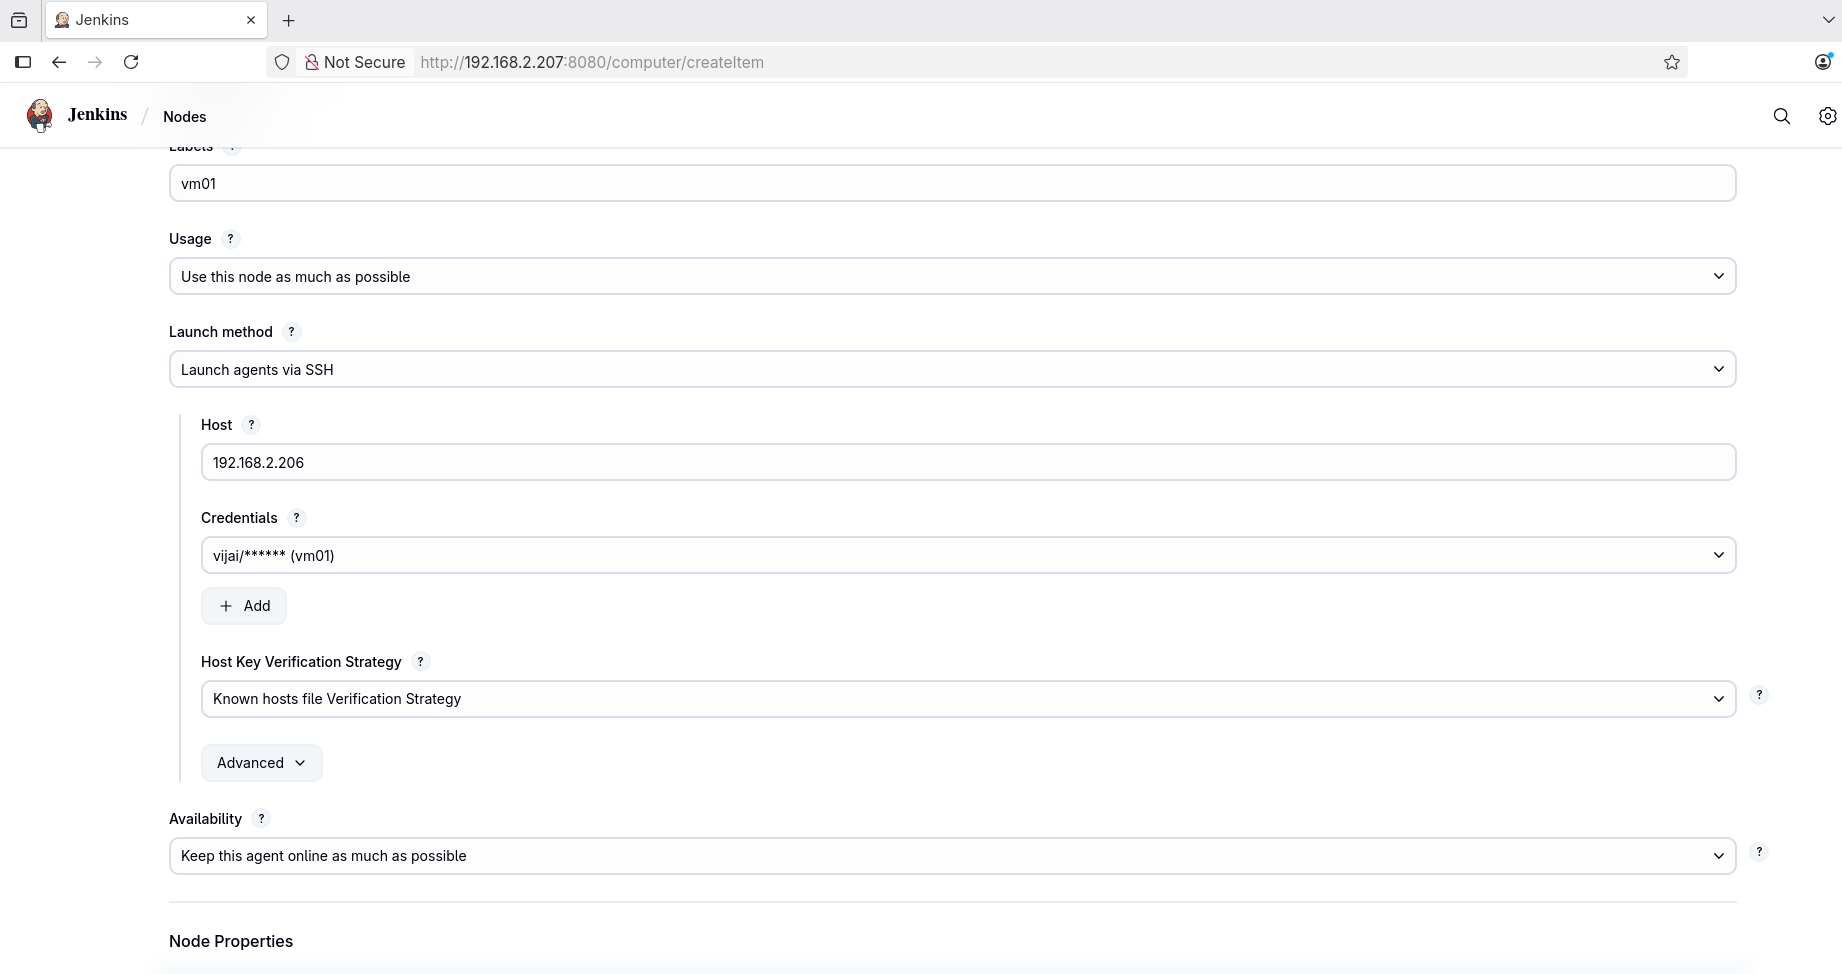 Jenkins
Not Secure http://192.168.2.207:8080/computer/createItem
Jenkins / Nodes
Labels ?
vm01
Usage ?
Use this node as much as possible
Launch method ?
Launch agents via SSH
Host ?
192.168.2.206
Credentials ?
vijai/****** (vm01)
+ Add
Host Key Verification Strategy ?
Known hosts file Verification Strategy
?
Advanced
Availability ?
Keep this agent online as much as possible
?
Node Properties